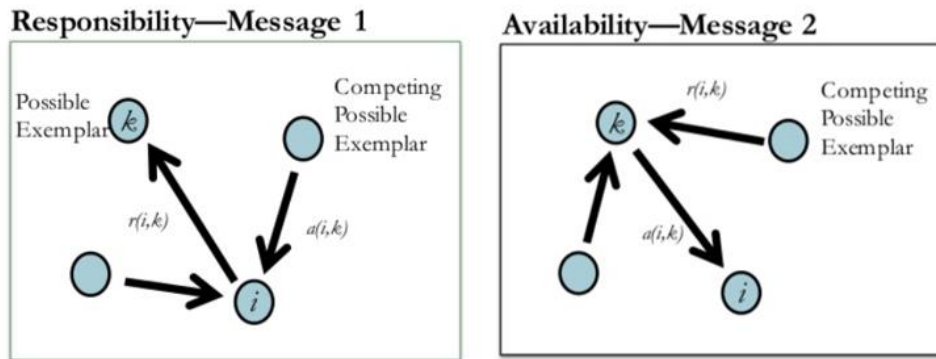 Responsibility—Message 1
Possible
Exemplar
k
Competing
Possible
Exemplar
r(i,k)
a(i,k)
i
Availability—Message 2
k
r(i,k)
Competing
Possible
Exemplar
a(i,k)
i